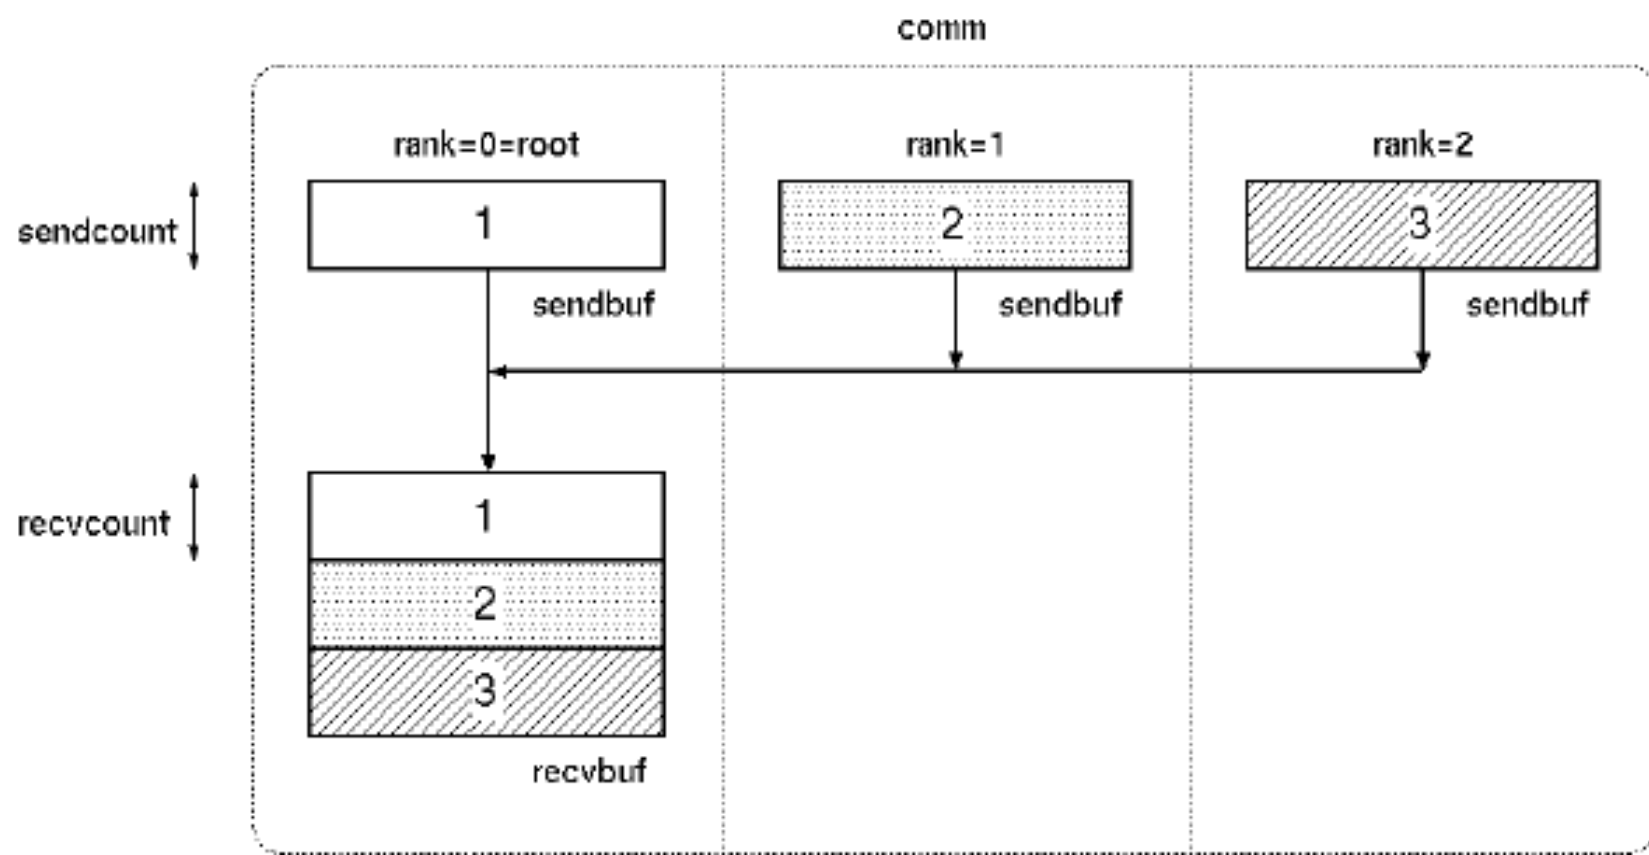 comm
rank=0=root
rank=1
rank=2
sendcount
1
2
3
sendbuf
sendbuf
sendbuf
recvcount
1
2
3
recvbuf